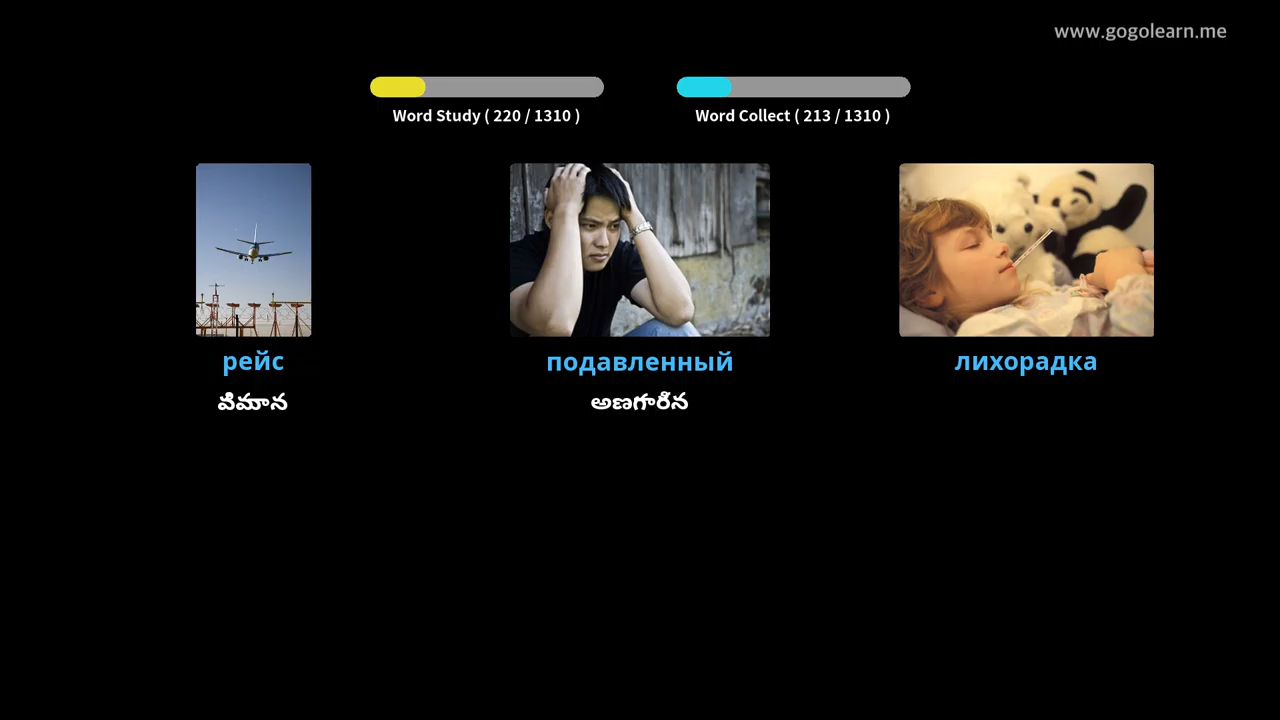 www.gogolearn.me
Word Study ( 220 / 1310 )
Word Collect ( 213 / 1310 )
рейс
подавленный
лихорадка
విమాన
అణగారిన